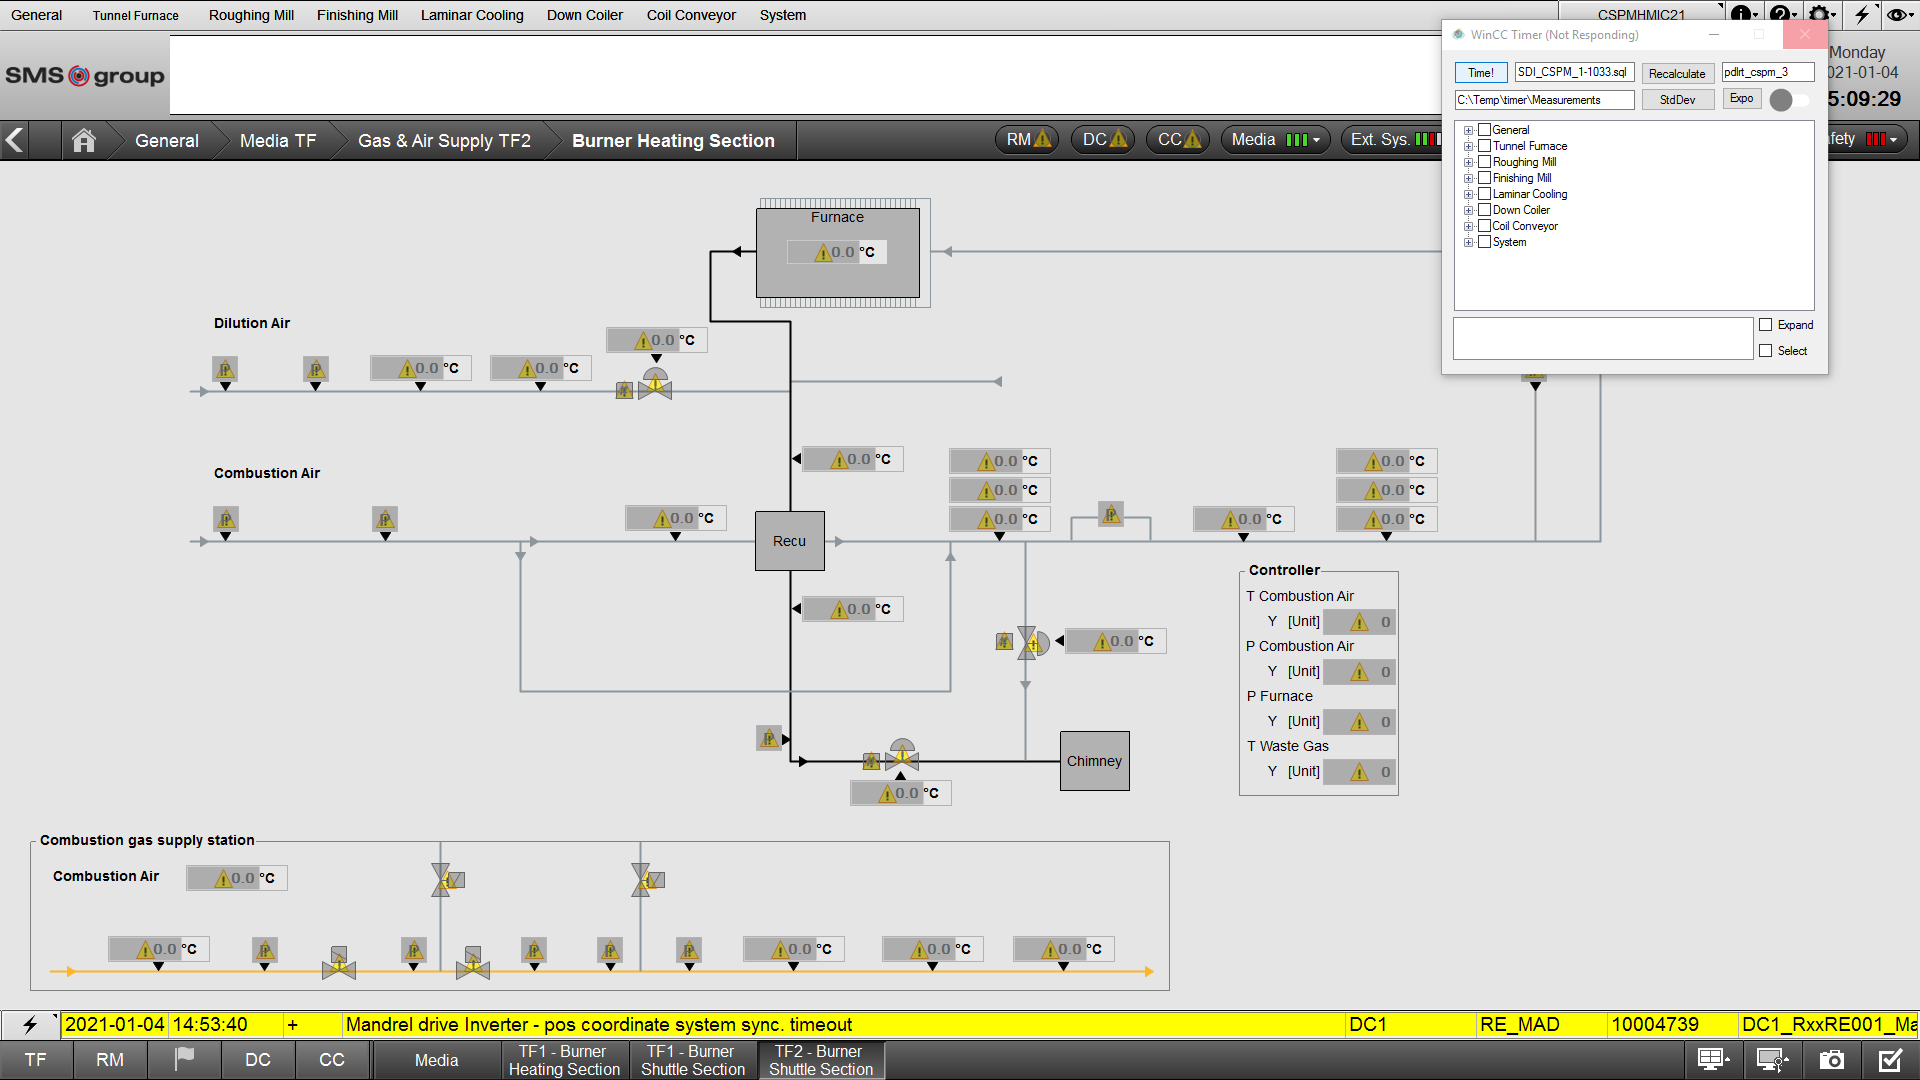 General Tunnel Furnace Roughing Mill Finishing Mill Laminar Cooling Down Coiler Coil Conveyor System CSPMHMIC21
WinCC Timer (Not Responding)
SMS group
Monday
2021-01-04
5:09:29
Time! SDI_CSPM_1-1033.sql Recalculate pdlrt_cspm_3
C:\Temp\timer\Measurements StdDev Expo
General
Tunnel Furnace
Roughing Mill
Finishing Mill
Laminar Cooling
Down Coiler
Coil Conveyor
System
Expand
Select
General Media TF Gas & Air Supply TF2 Burner Heating Section RM DC CC Media Ext. Sys. fety
Furnace
0.0 °C
Dilution Air
0.0 °C
P P 0.0 °C 0.0 °C
M
0.0 °C 0.0 °C 0.0 °C
Combustion Air
0.0 °C 0.0 °C
P P 0.0 °C 0.0 °C P 0.0 °C 0.0 °C
Recu
Controller
T Combustion Air
0.0 °C
Y [Unit] 0
M 0.0 °C
P Combustion Air
Y [Unit] 0
P Furnace
Y [Unit] 0
P
T Waste Gas
M Chimney
Y [Unit] 0
0.0 °C
Combustion gas supply station
Combustion Air 0.0 °C
0.0 °C P P P P P 0.0 °C 0.0 °C 0.0 °C
2021-01-04 14:53:40 + Mandrel drive Inverter - pos coordinate system sync. timeout DC1 RE_MAD 10004739 DC1_RxxRE001_Ma
TF RM DC CC Media
TF1 - Burner
Heating Section
TF1 - Burner
Shuttle Section
TF2 - Burner
Shuttle Section